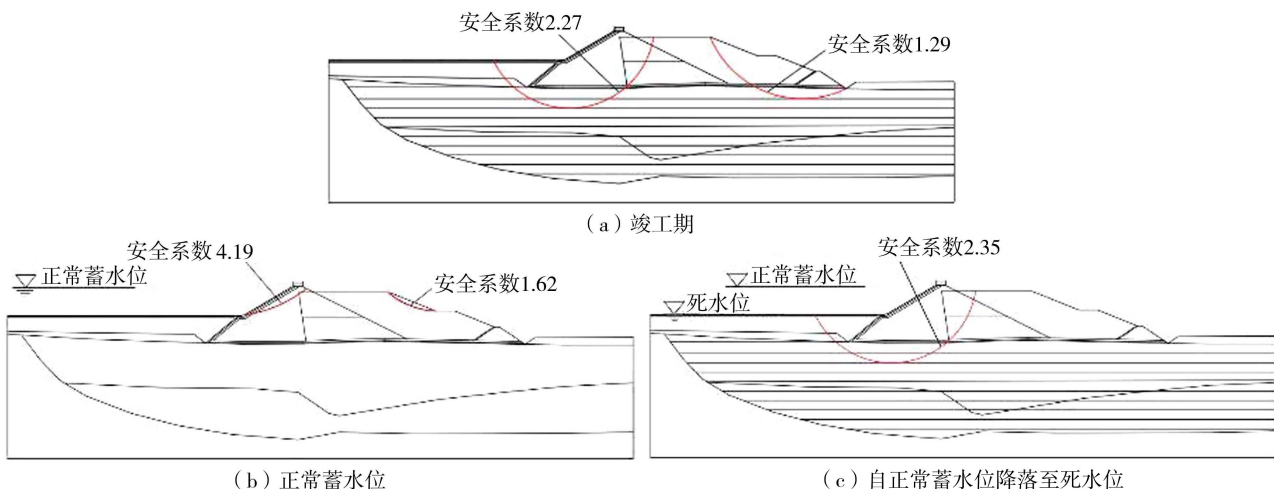 安全系数2.27
安全系数1.29
（a）竣工期
安全系数 4.19
正常蓄水位
安全系数1.62
（b）正常蓄水位
安全系数2.35
正常蓄水位
死水位
（c）自正常蓄水位降落至死水位